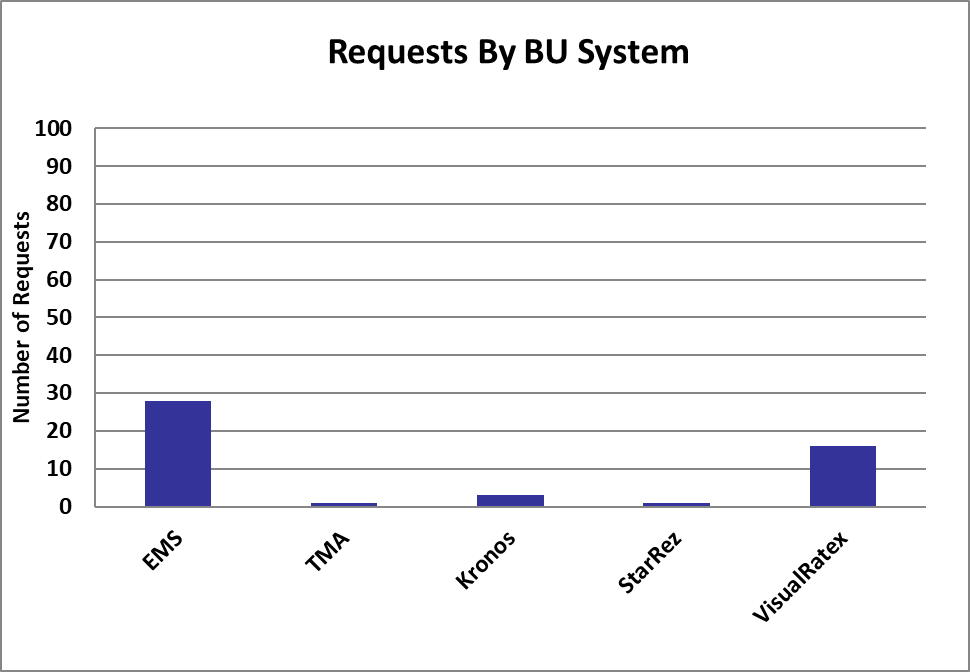 Requests By BU System
Number of Requests
100
90
80
70
60
50
40
30
20
10
0
EMS
TMA
Kronos
StarRez
VisualRatex